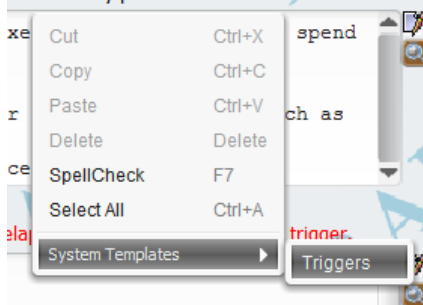 xe Cut Ctrl+X spend
Copy Ctrl+C
r Paste Ctrl+V ch as
Delete Delete
ce SpellCheck F7
Select All Ctrl+A
elap trigger.
System Templates Triggers